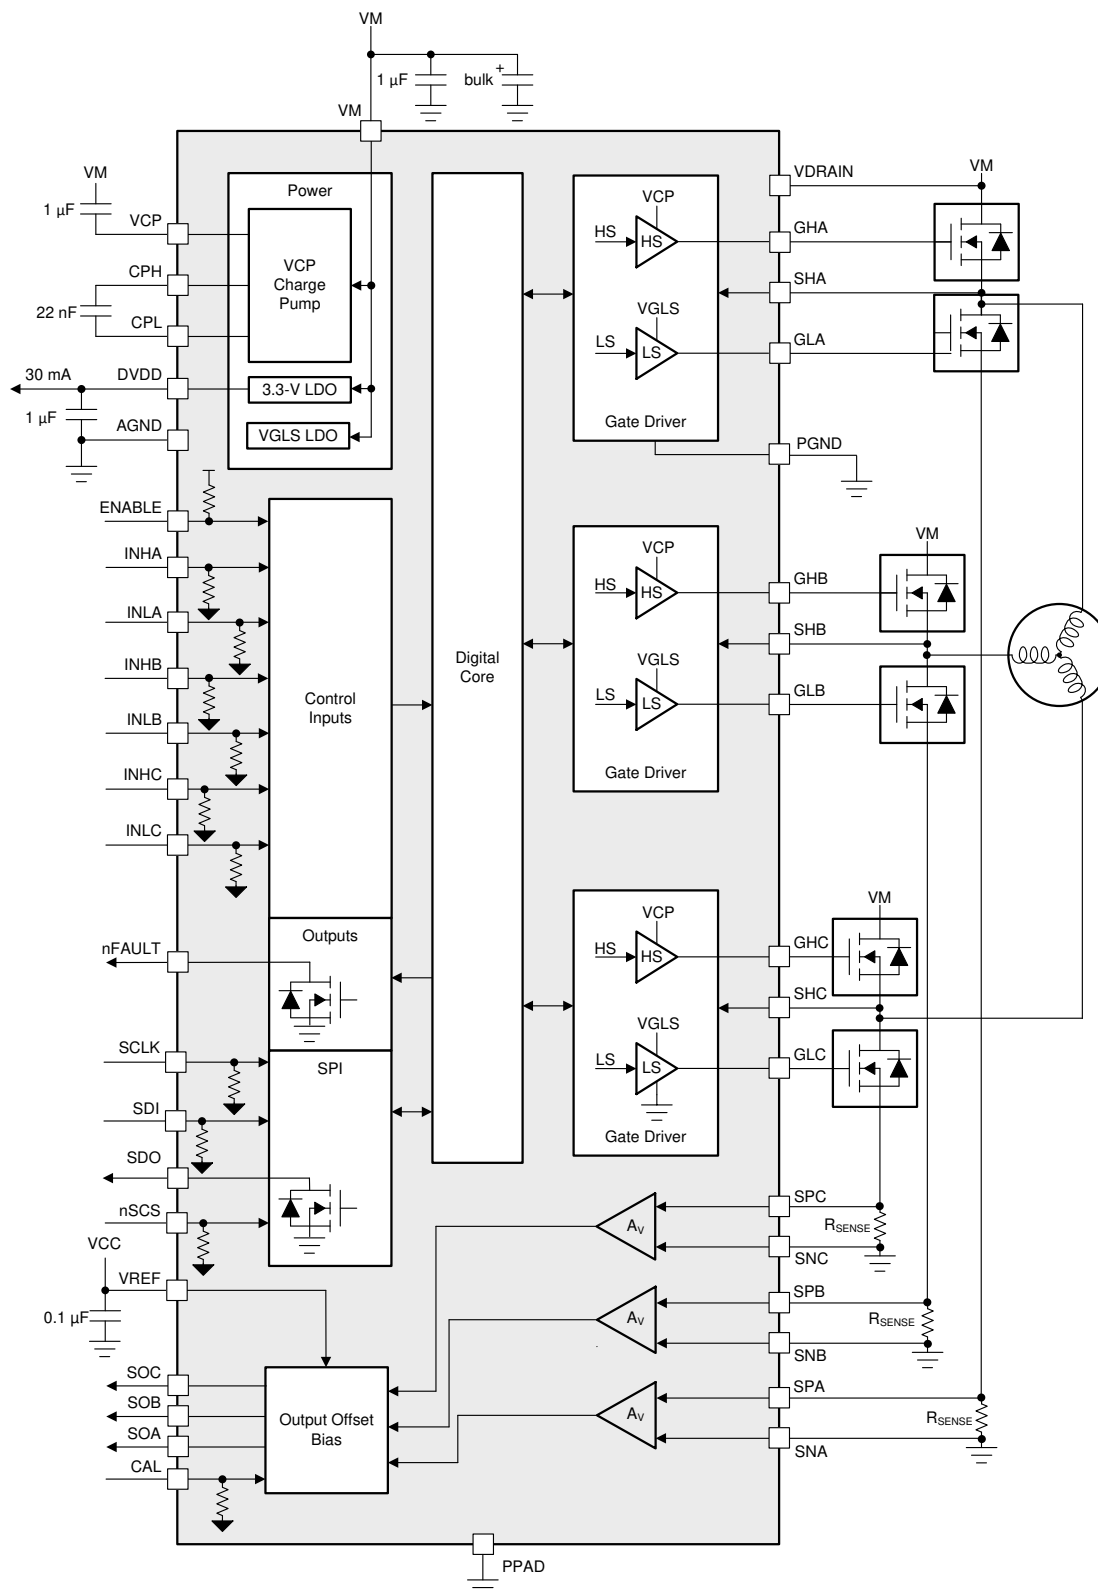 VM
1 µF
bulk
+
VM
VM
1 µF
VCP
CPH
22 nF
CPL
30 mA
DVDD
1 µF
AGND
Power
VCP
Charge
Pump
3.3-V LDO
VGLS LDO
ENABLE
INHA
INLA
INHB
INLB
INHC
INLC
Control
Inputs
nFAULT
Outputs
SCLK
SDI
SDO
nSCS
SPI
VCC
VREF
0.1 µF
SOC
SOB
SOA
CAL
Output Offset
Bias
Digital
Core
VCP
HS
HS
VGLS
LS
LS
Gate Driver
VDRAIN
GHA
SHA
GLA
PGND
VM
VCP
HS
HS
VGLS
LS
LS
Gate Driver
GHB
SHB
GLB
VM
VCP
HS
HS
VGLS
LS
LS
Gate Driver
GHC
SHC
GLC
VM
AV
SPC
RSENSE
SNC
AV
SPB
RSENSE
SNB
AV
SPA
RSENSE
SNA
PPAD